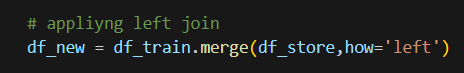 # appliyng left join
df_new = df_train.merge(df_store,how='left')